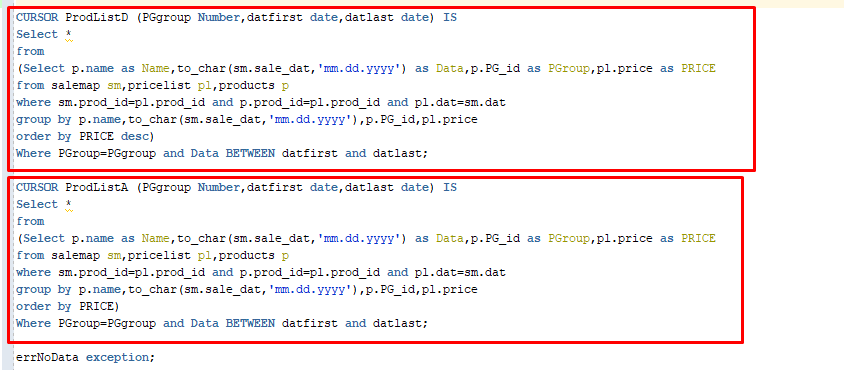 CURSOR ProdListD (PGgroup Number,datfirst date,datlast date) IS
Select *
from
(Select p.name as Name,to_char(sm.sale_dat,'mm.dd.yyyy') as Data,p.PG_id as PGroup,pl.price as PRICE
from salemap sm,pricelist pl,products p
where sm.prod_id=pl.prod_id and p.prod_id=pl.prod_id and pl.dat=sm.dat
group by p.name,to_char(sm.sale_dat,'mm.dd.yyyy'),p.PG_id,pl.price
order by PRICE desc)
Where PGroup=PGgroup and Data BETWEEN datfirst and datlast;
CURSOR ProdListA (PGgroup Number,datfirst date,datlast date) IS
Select *
from
(Select p.name as Name,to_char(sm.sale_dat,'mm.dd.yyyy') as Data,p.PG_id as PGroup,pl.price as PRICE
from salemap sm,pricelist pl,products p
where sm.prod_id=pl.prod_id and p.prod_id=pl.prod_id and pl.dat=sm.dat
group by p.name,to_char(sm.sale_dat,'mm.dd.yyyy'),p.PG_id,pl.price
order by PRICE)
Where PGroup=PGgroup and Data BETWEEN datfirst and datlast;
errNoData exception;